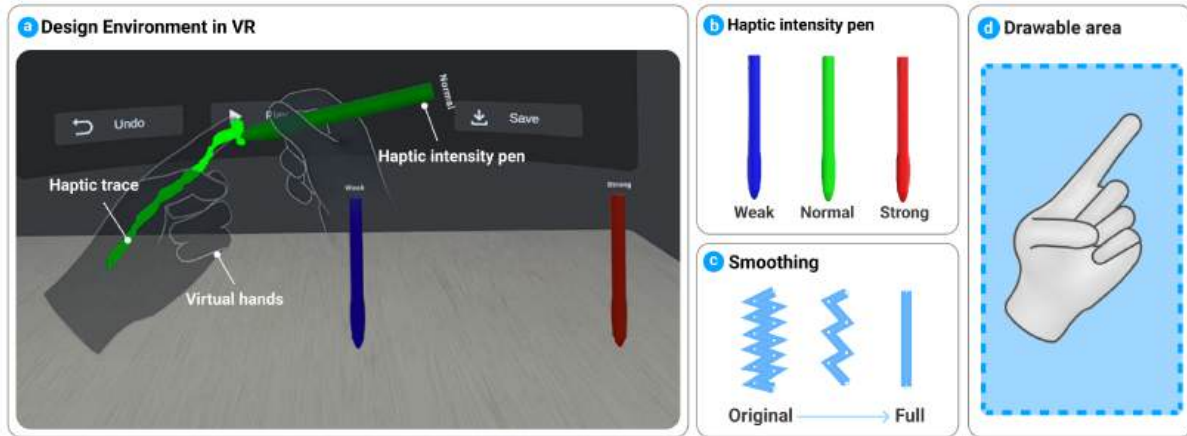 a Design Environment in VR
Undo
Normal
Save
Haptic intensity pen
Haptic trace
Weak
Strong
Virtual hands
b Haptic intensity pen
Weak Normal Strong
c Smoothing
Original Full
d Drawable area